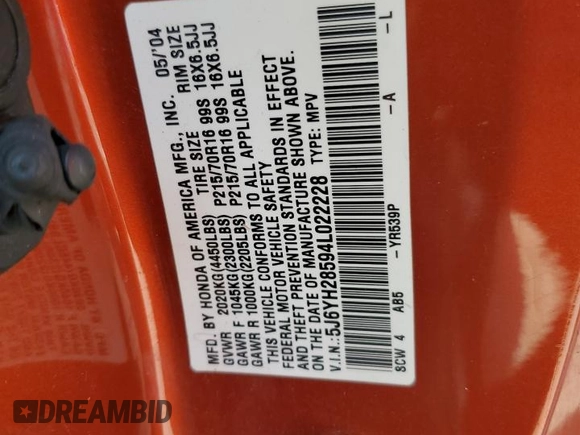 MFD. BY HONDA OF AMERICA MFG., INC. 05/'04
TIRE SIZE RIM SIZE
GVWR 2020KG(4450LBS) P215/70R16 99S 16X6.5JJ
GAWR F 1045KG(2300LBS) P215/70R16 99S 16X6.5JJ
GAWR R 1000KG(2205LBS) TO ALL APPLICABLE
THIS VEHICLE CONFORMS
FEDERAL MOTOR VEHICLE SAFETY
AND THEFT PREVENTION STANDARDS IN EFFECT
ON THE DATE OF MANUFACTURE SHOWN ABOVE.
V.I.N.: 5J6YH28594L022228 TYPE: MPV
8CW 4 AB5 -YR539P -A -L
DREAMBID